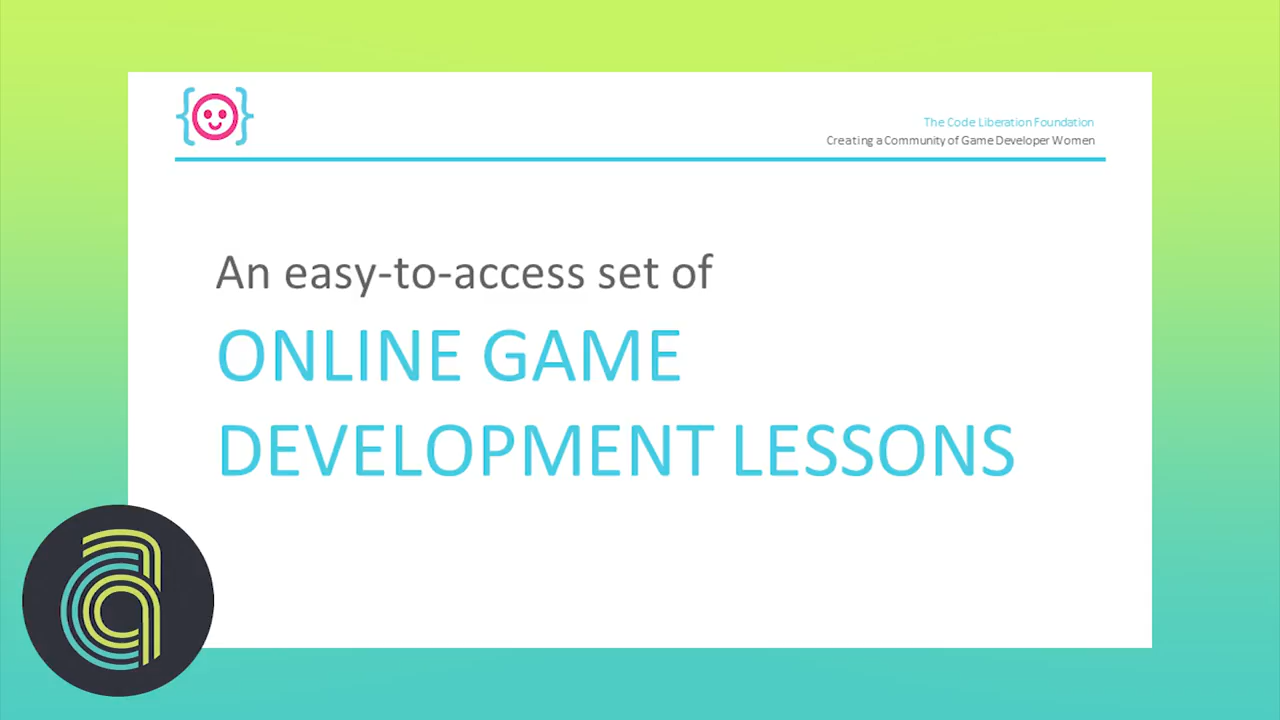 The Code Liberation Foundation
Creating a Community of Game Developer Women
An easy-to-access set of
ONLINE GAME
DEVELOPMENT LESSONS